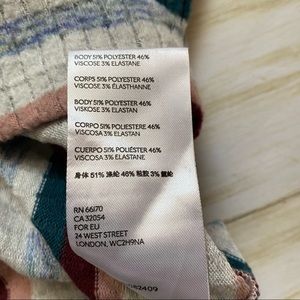 BODY 51% POLYESTER 46%
VISCOSE 3% ELASTANE
CORPS 51% POLYESTER 46%
VISCOSE 3% ÉLASTHANNE
BODY 51% POLYESTER 46%
VISKOSE 3% ELASTAN
CORPO 51% POLIESTERE 46%
VISCOSA 3% ELASTAN
CUERPO 51% POLIÉSTER 46%
VISCOSA 3% ELASTANE
身体 51% 涤纶 46% 粘胶 3%
RN 66170
CA 32054
FOR EU
24 WEST STREET
LONDON, WC2H9NA